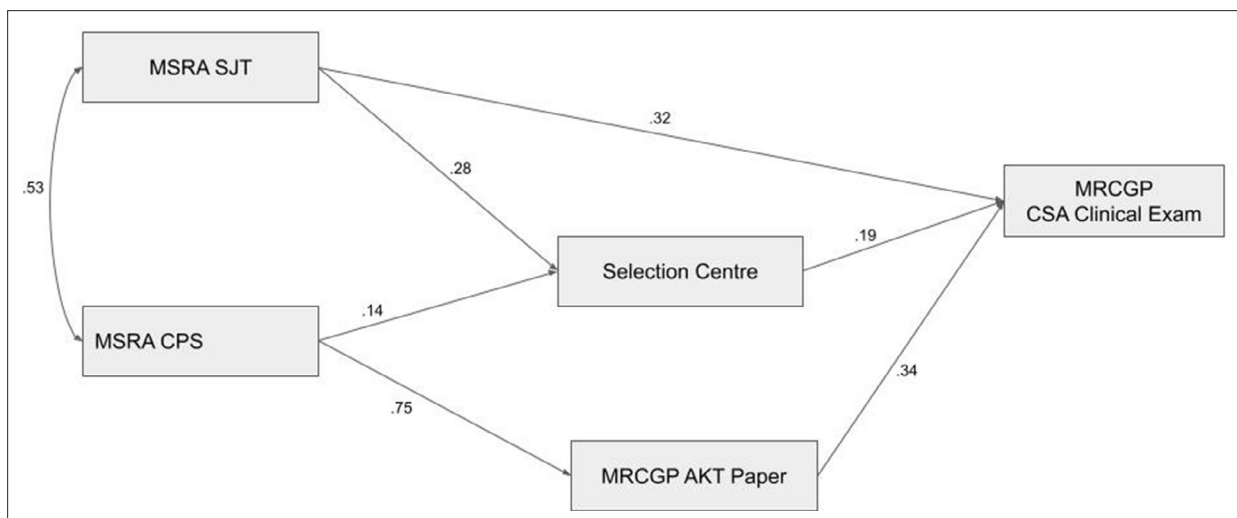 MSRA SJT
.32
.53
.28
MRCGP
CSA Clinical Exam
.19
Selection Centre
.14
MSRA CPS
.34
.75
MRCGP AKT Paper